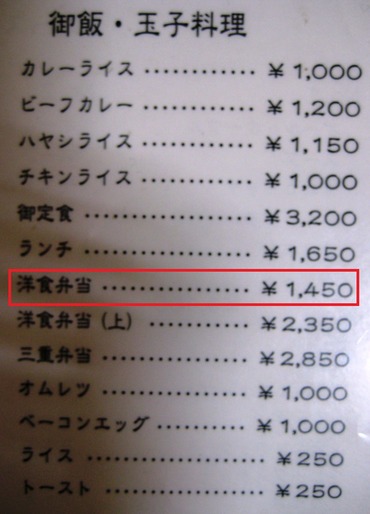 御飯・玉子料理
カレーライス ………… ¥1,000
ビーフカレー ………… ¥1,200
ハヤシライス ………… ¥1,150
チキンライス ………… ¥1,000
御定食 ……………… ¥3,200
ランチ ……………… ¥1,650
洋食弁当 …………… ¥1,450
洋食弁当(上) ……… ¥2,350
三重弁当 …………… ¥2,850
オムレツ …………… ¥1,000
ベーコンエッグ ……… ¥1,000
ライス ……………… ¥250
トースト …………… ¥250